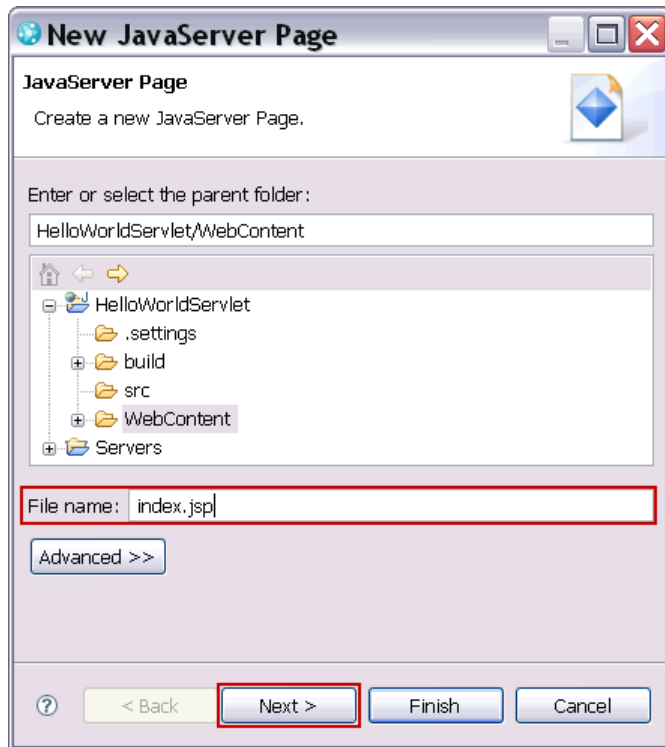 New JavaServer Page
JavaServer Page
Create a new JavaServer Page.
Enter or select the parent folder:
HelloWorldServlet/WebContent
HelloWorldServlet
.settings
build
src
WebContent
Servers
File name: index.jsp
Advanced >>
? < Back Next > Finish Cancel